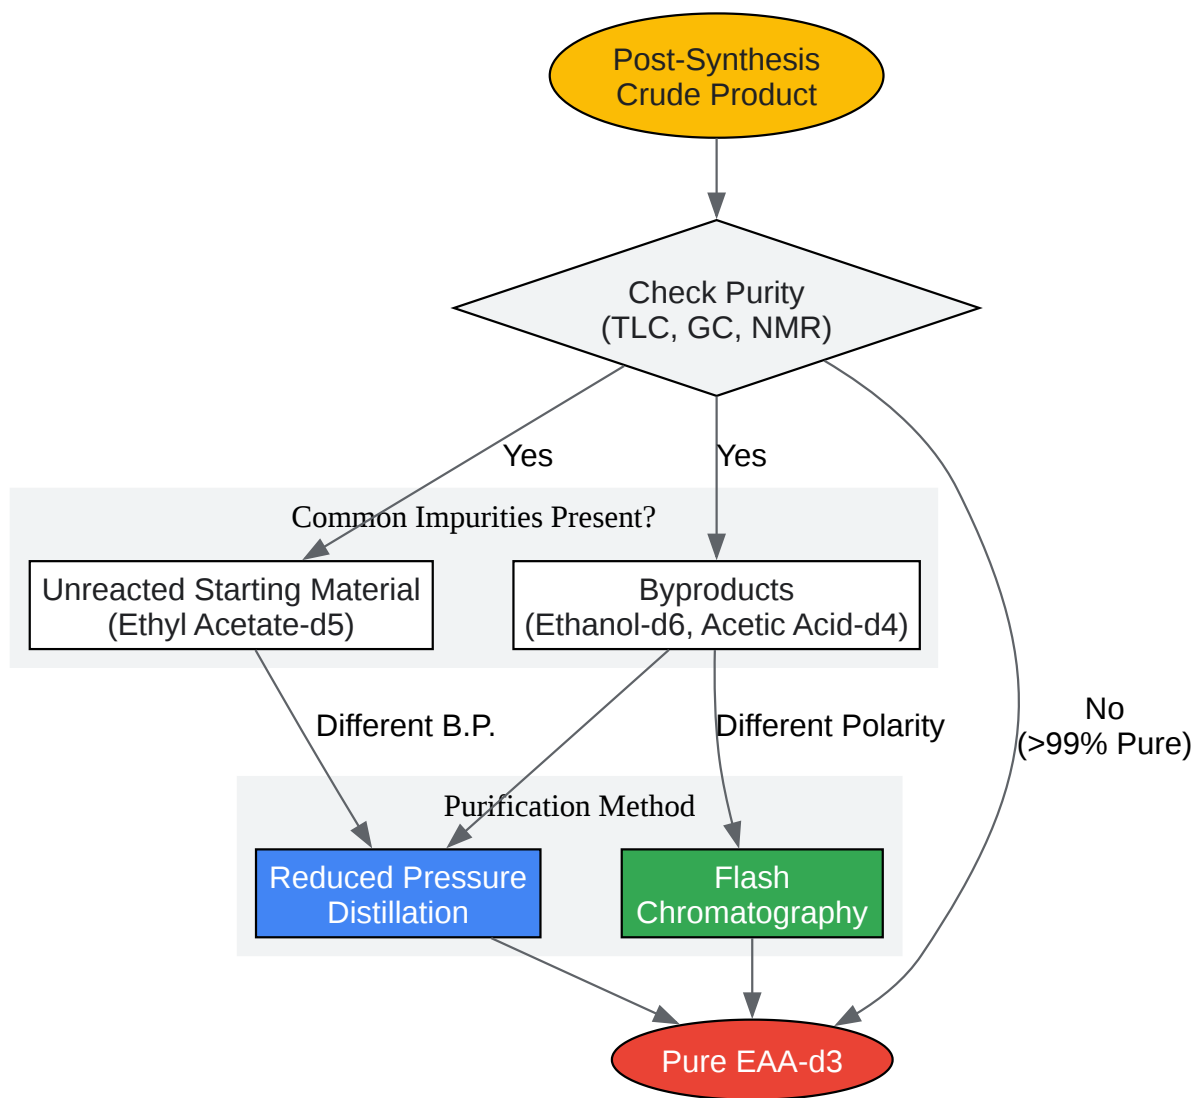 Post-Synthesis
Crude Product
Check Purity
(TLC, GC, NMR)
Yes
Yes
Common Impurities Present?
Unreacted Starting Material
(Ethyl Acetate-d5)
Byproducts
(Ethanol-d6, Acetic Acid-d4)
Different B.P.
Different Polarity
No
(>99% Pure)
Purification Method
Reduced Pressure
Distillation
Flash
Chromatography
Pure EAA-d3